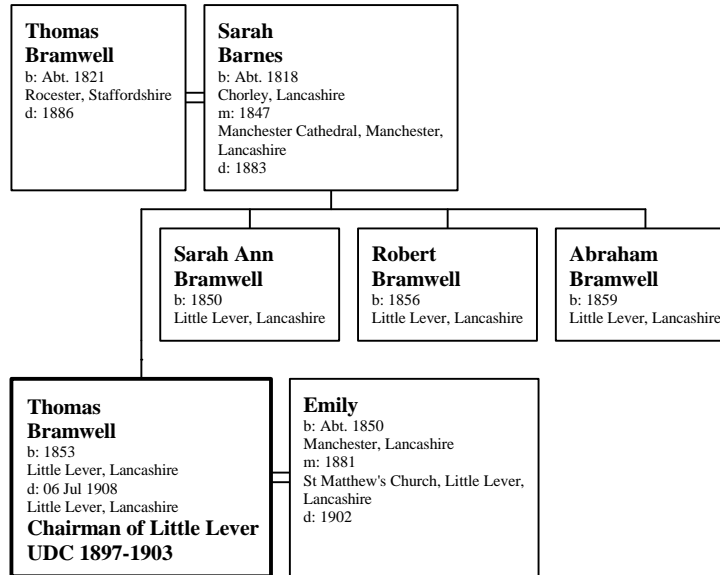 Thomas
Bramwell
b: Abt. 1821
Rocester, Staffordshire
d: 1886
Sarah
Barnes
b: Abt. 1818
Chorley, Lancashire
m: 1847
Manchester Cathedral, Manchester,
Lancashire
d: 1883
Sarah Ann
Bramwell
b: 1850
Little Lever, Lancashire
Robert
Bramwell
b: 1856
Little Lever, Lancashire
Abraham
Bramwell
b: 1859
Little Lever, Lancashire
Thomas
Bramwell
b: 1853
Little Lever, Lancashire
d: 06 Jul 1908
Little Lever, Lancashire
Chairman of Little Lever
UDC 1897-1903
Emily
b: Abt. 1850
Manchester, Lancashire
m: 1881
St Matthew's Church, Little Lever,
Lancashire
d: 1902